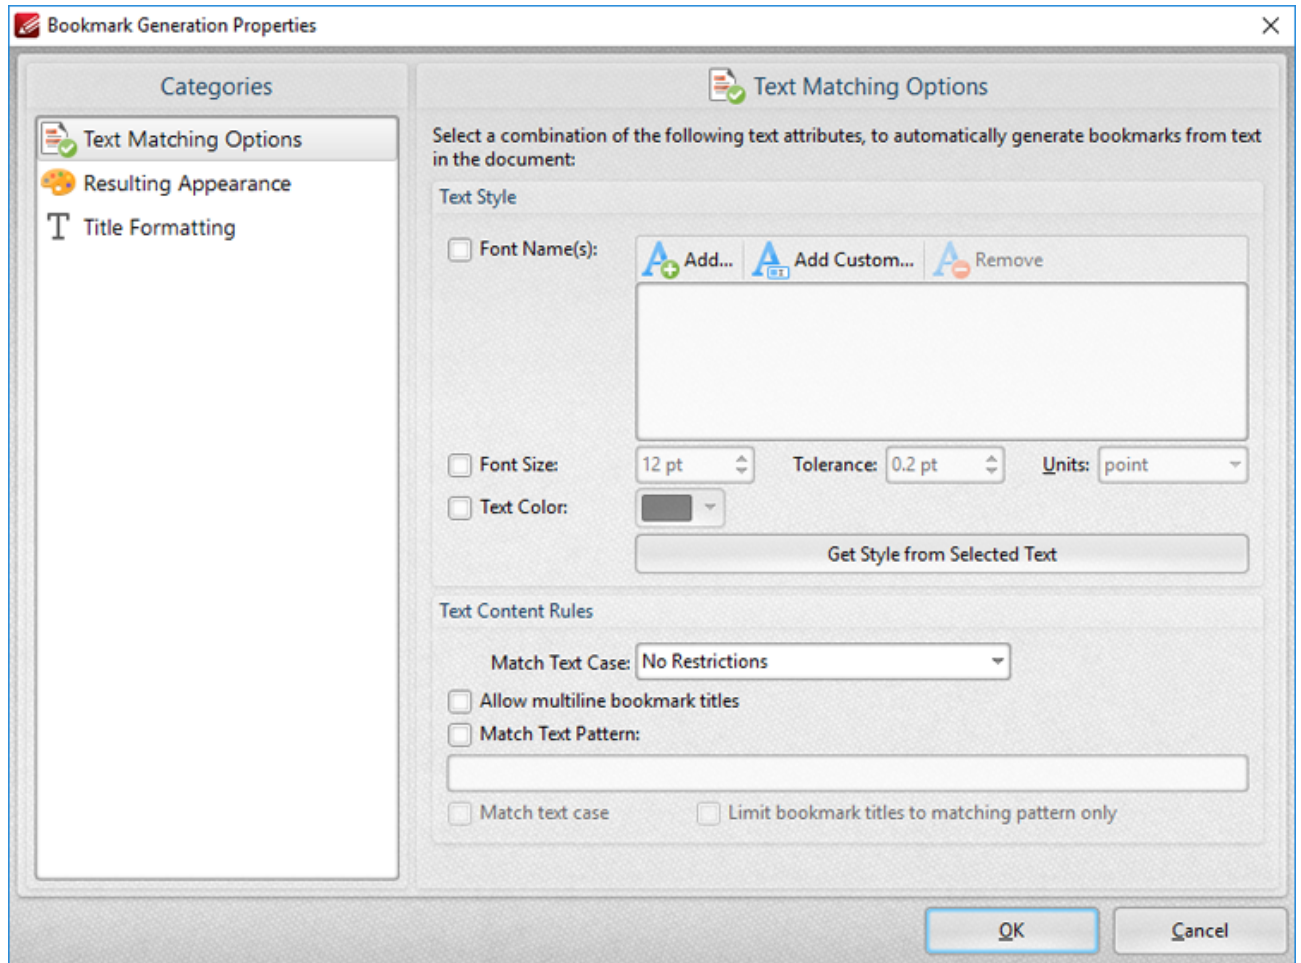 Bookmark Generation Properties
Categories
Text Matching Options
Resulting Appearance
Title Formatting
Text Matching Options
Select a combination of the following text attributes, to automatically generate bookmarks from text
in the document:
Text Style
Font Name(s):
Add...
Add Custom...
Remove
Font Size:
12 pt
Tolerance:
0.2 pt
Units:
point
Text Color:
Get Style from Selected Text
Text Content Rules
Match Text Case:
No Restrictions
Allow multiline bookmark titles
Match Text Pattern:
Match text case
Limit bookmark titles to matching pattern only
OK
Cancel